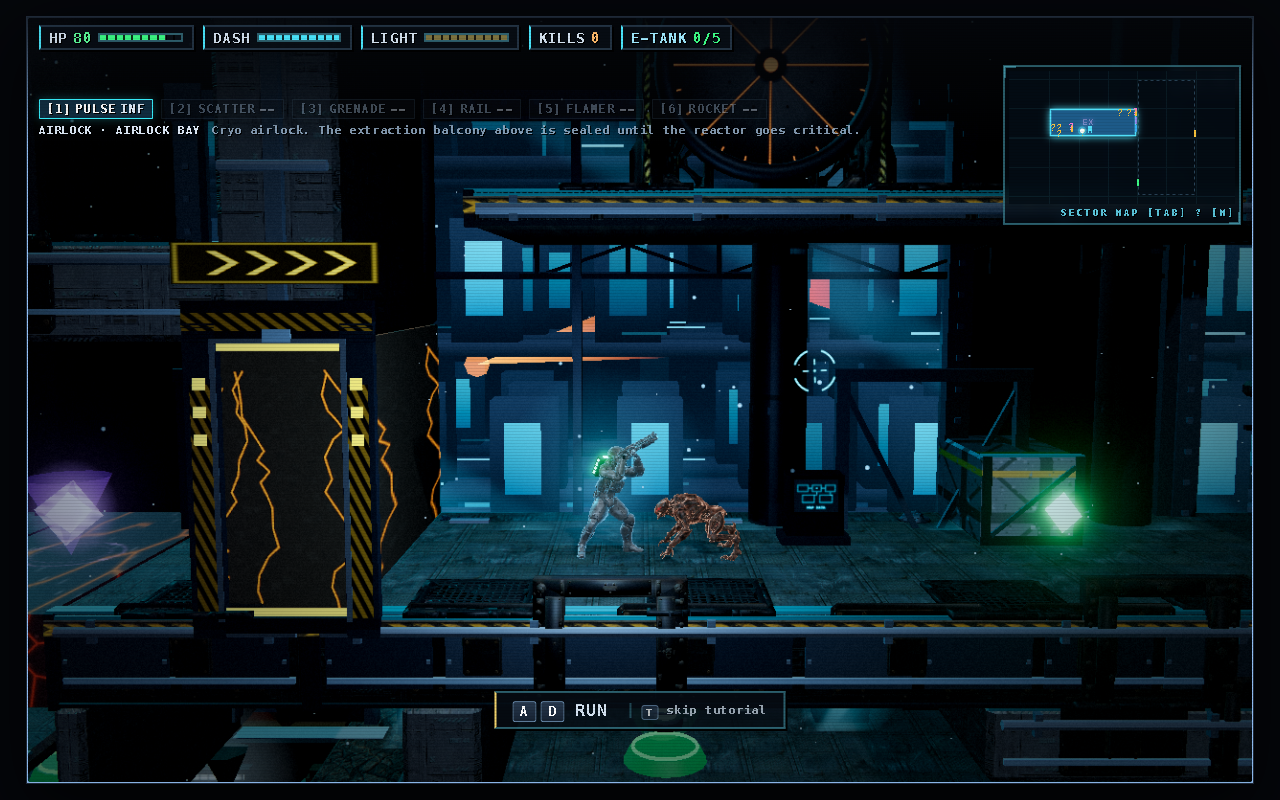 HP 80
DASH
LIGHT
KILLS 0
E-TANK 0/5
[1] PULSE INF
[2] SCATTER --
[3] GRENADE --
[4] RAIL --
[5] FLAMER --
[6] ROCKET --
AIRLOCK · AIRLOCK BAY Cryo airlock. The extraction balcony above is sealed until the reactor goes critical.
EX
SECTOR MAP [TAB] ? [M]
A D RUN | T skip tutorial